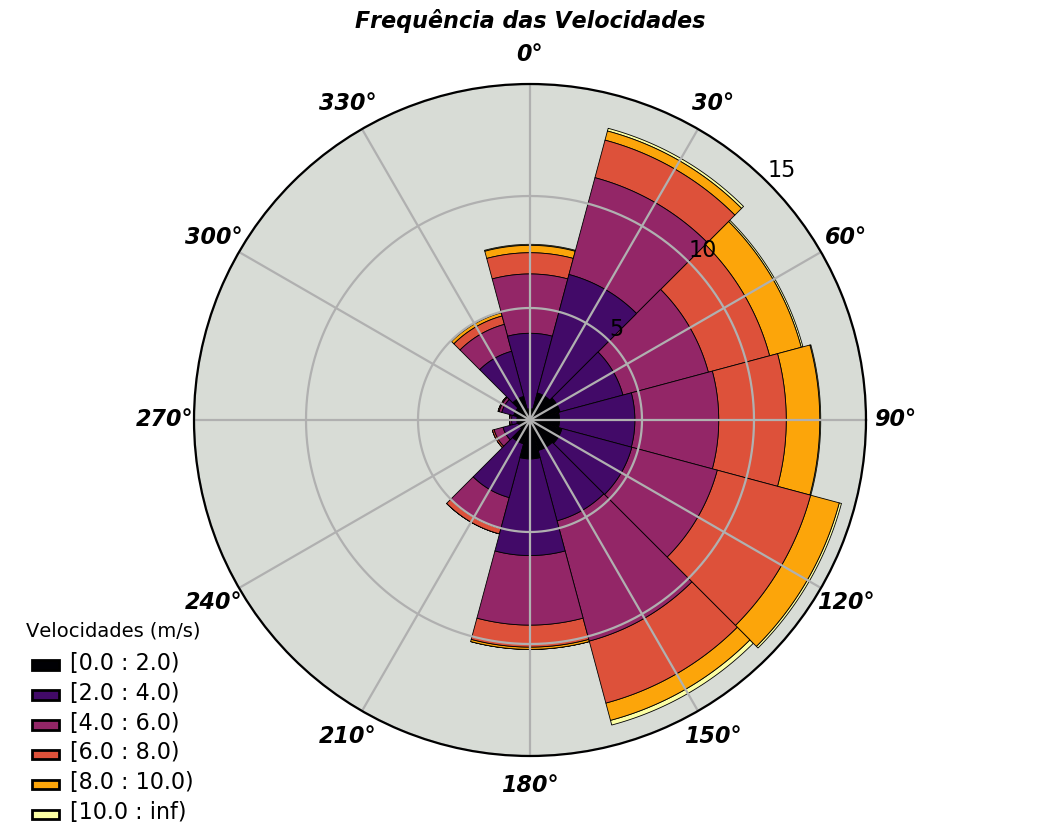 Frequência das Velocidades
0°
330°
30°
15
300°
60°
10
5
270°
90°
240°
120°
210°
150°
180°
Velocidades (m/s)
[0.0 : 2.0)
[2.0 : 4.0)
[4.0 : 6.0)
[6.0 : 8.0)
[8.0 : 10.0)
[10.0 : inf)